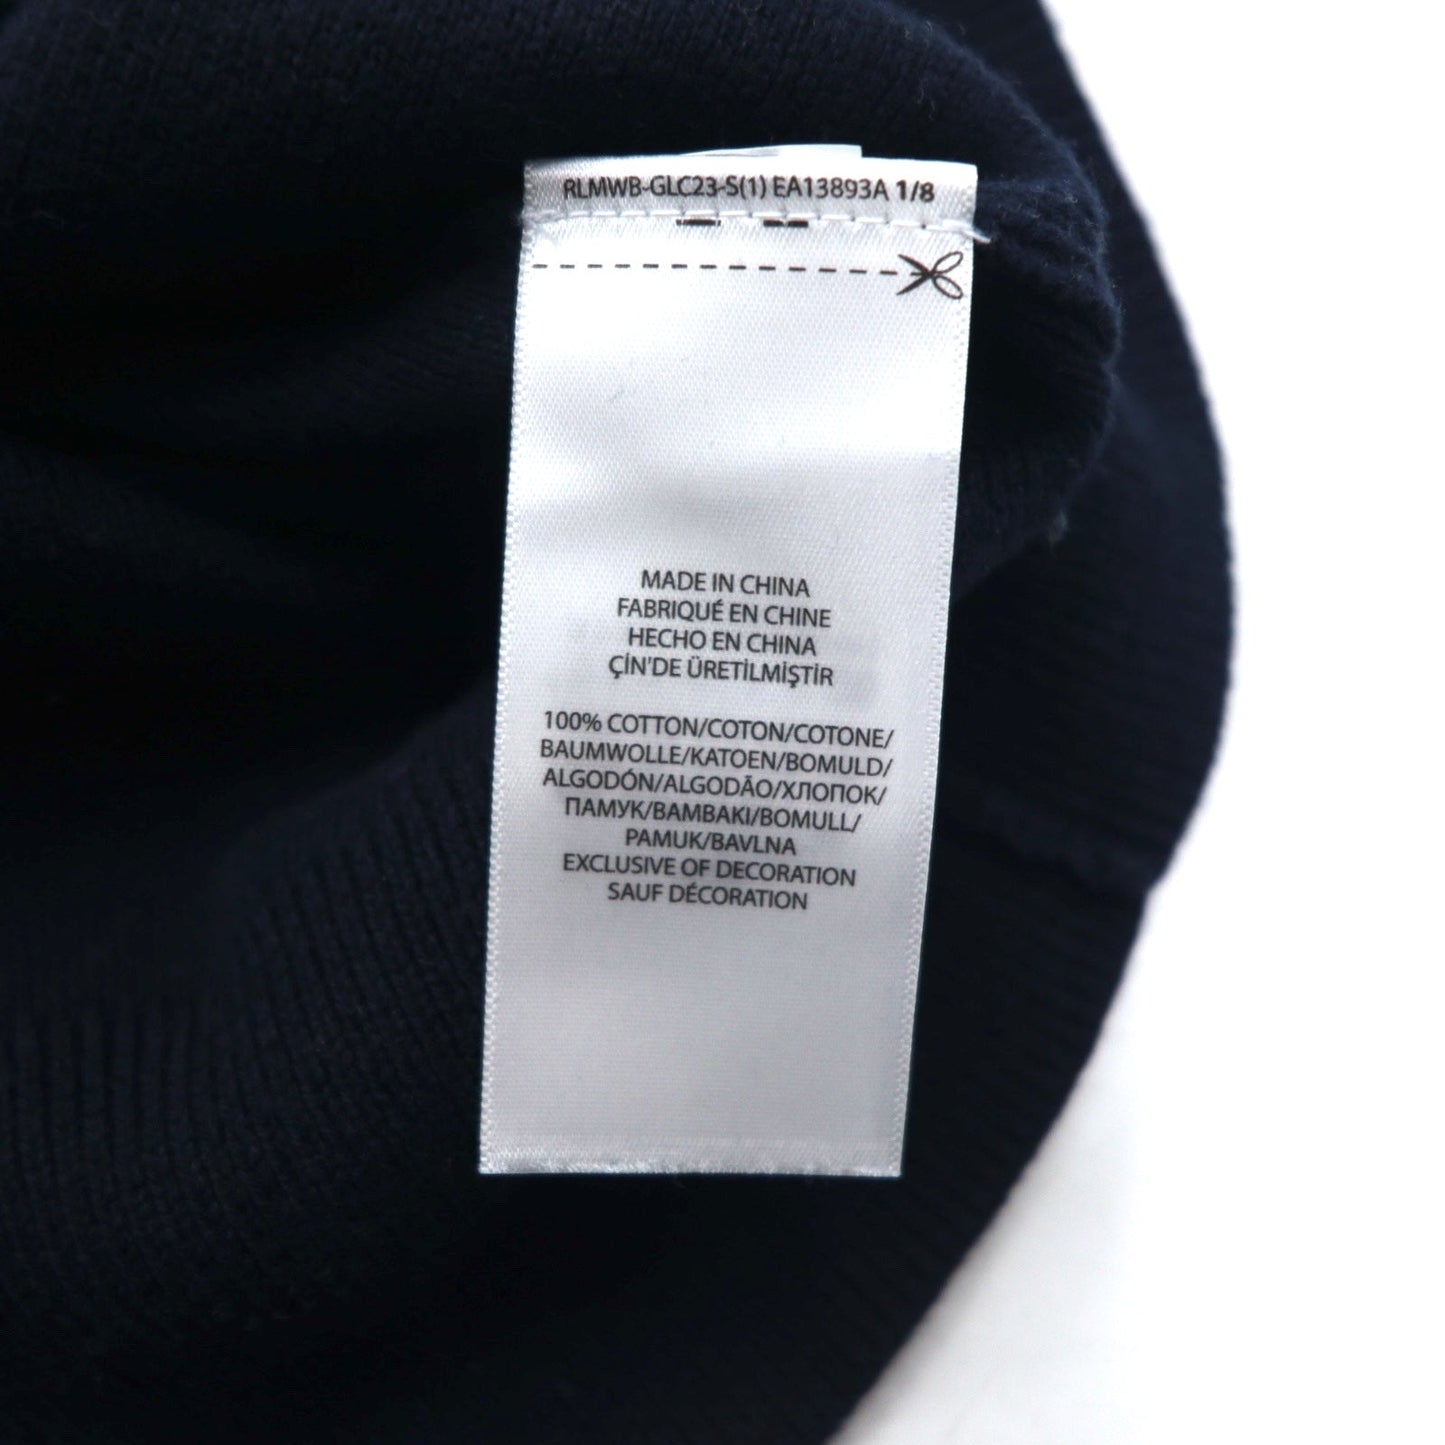 RLMWB-GLC23-S(1) EA13893A 1/8
MADE IN CHINA
FABRIQUÉ EN CHINE
HECHO EN CHINA
ÇİN'DE ÜRETİLMİŞTİR
100% COTTON/COTON/COTONE/
BAUMWOLLE/KATOEN/BOMULD/
ALGODÓN/ALGODÃO/ХЛОПОК/
ПАМУК/BAMBAKI/BOMULL/
PAMUK/BAVLNA
EXCLUSIVE OF DECORATION
SAUF DÉCORATION